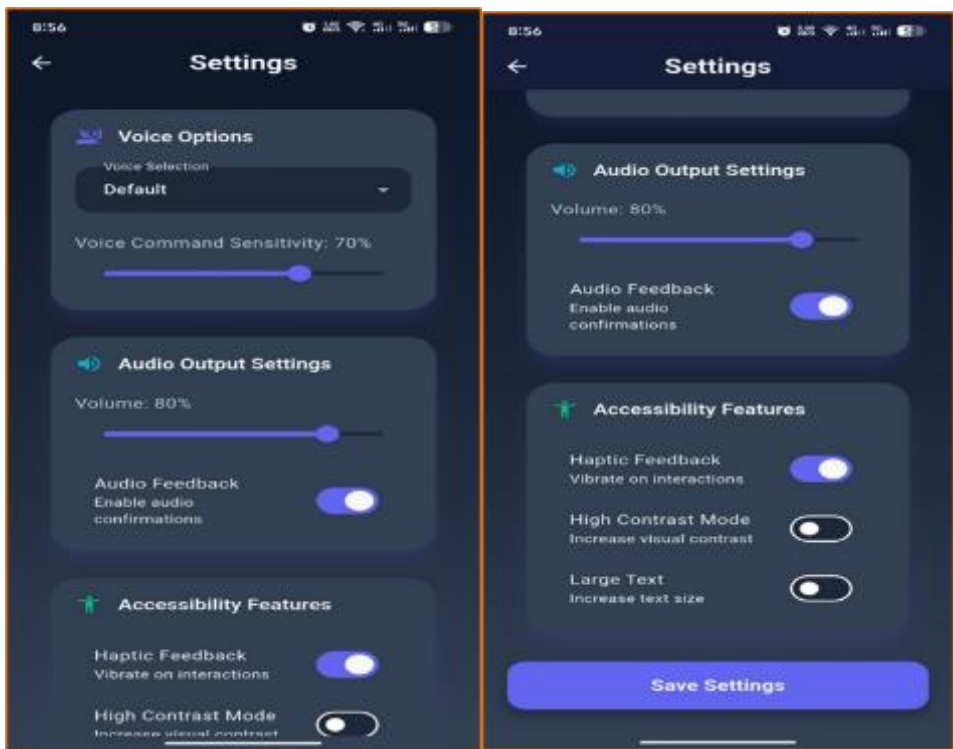 8:56
Settings
Voice Options
Voice Selection
Default
Voice Command Sensitivity: 70%
Audio Output Settings
Volume: 80%
Audio Feedback
Enable audio
confirmations
Accessibility Features
Haptic Feedback
Vibrate on interactions
High Contrast Mode
Increase visual contrast
8:56
Settings
Audio Output Settings
Volume: 80%
Audio Feedback
Enable audio
confirmations
Accessibility Features
Haptic Feedback
Vibrate on interactions
High Contrast Mode
Increase visual contrast
Large Text
Increase text size
Save Settings